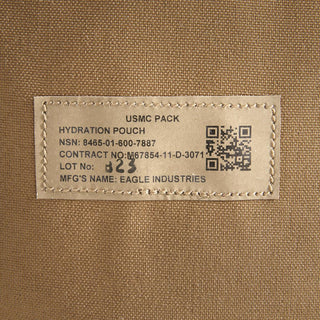 USMC PACK
HYDRATION POUCH
NSN: 8465-01-600-7887
CONTRACT NO:M67854-11-D-3071
LOT No: 823
MFG'S NAME: EAGLE INDUSTRIES